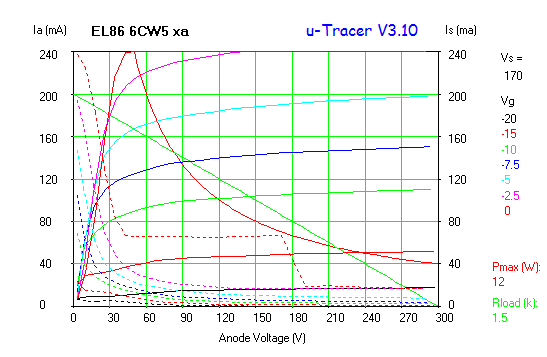 Ia (mA) EL86 6CW5 xa u-Tracer V3.10 Is (ma)
240 240
200 200
160 160
120 120
80 80
40 40
0 0
0 30 60 90 120 150 180 210 240 270 300
Anode Voltage (V)
Vs =
170
Vg
-20
-15
-10
-7.5
-5
-2.5
0
Pmax (W):
12
Rload (k):
1.5